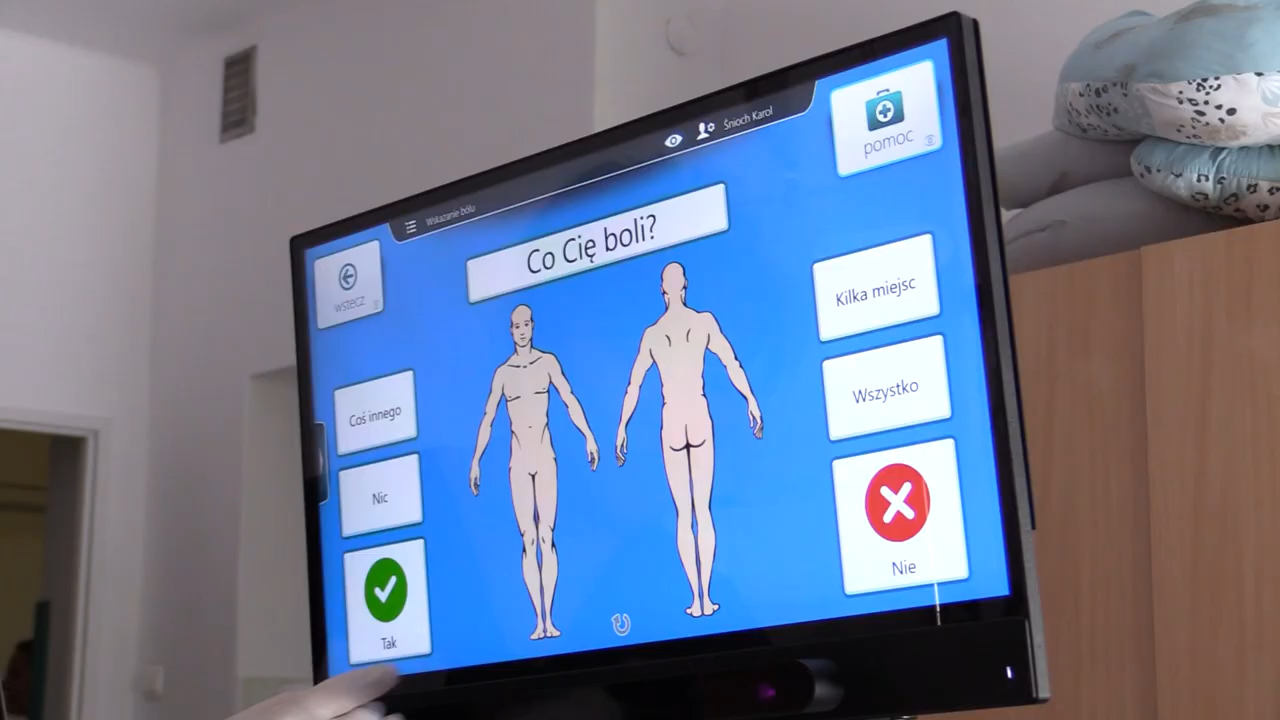 Wskazanie bólu
Śnioch Karol
pomoc
wstecz
Co Cię boli?
Kilka miejsc
Coś innego
Wszystko
Nic
Nie
Tak